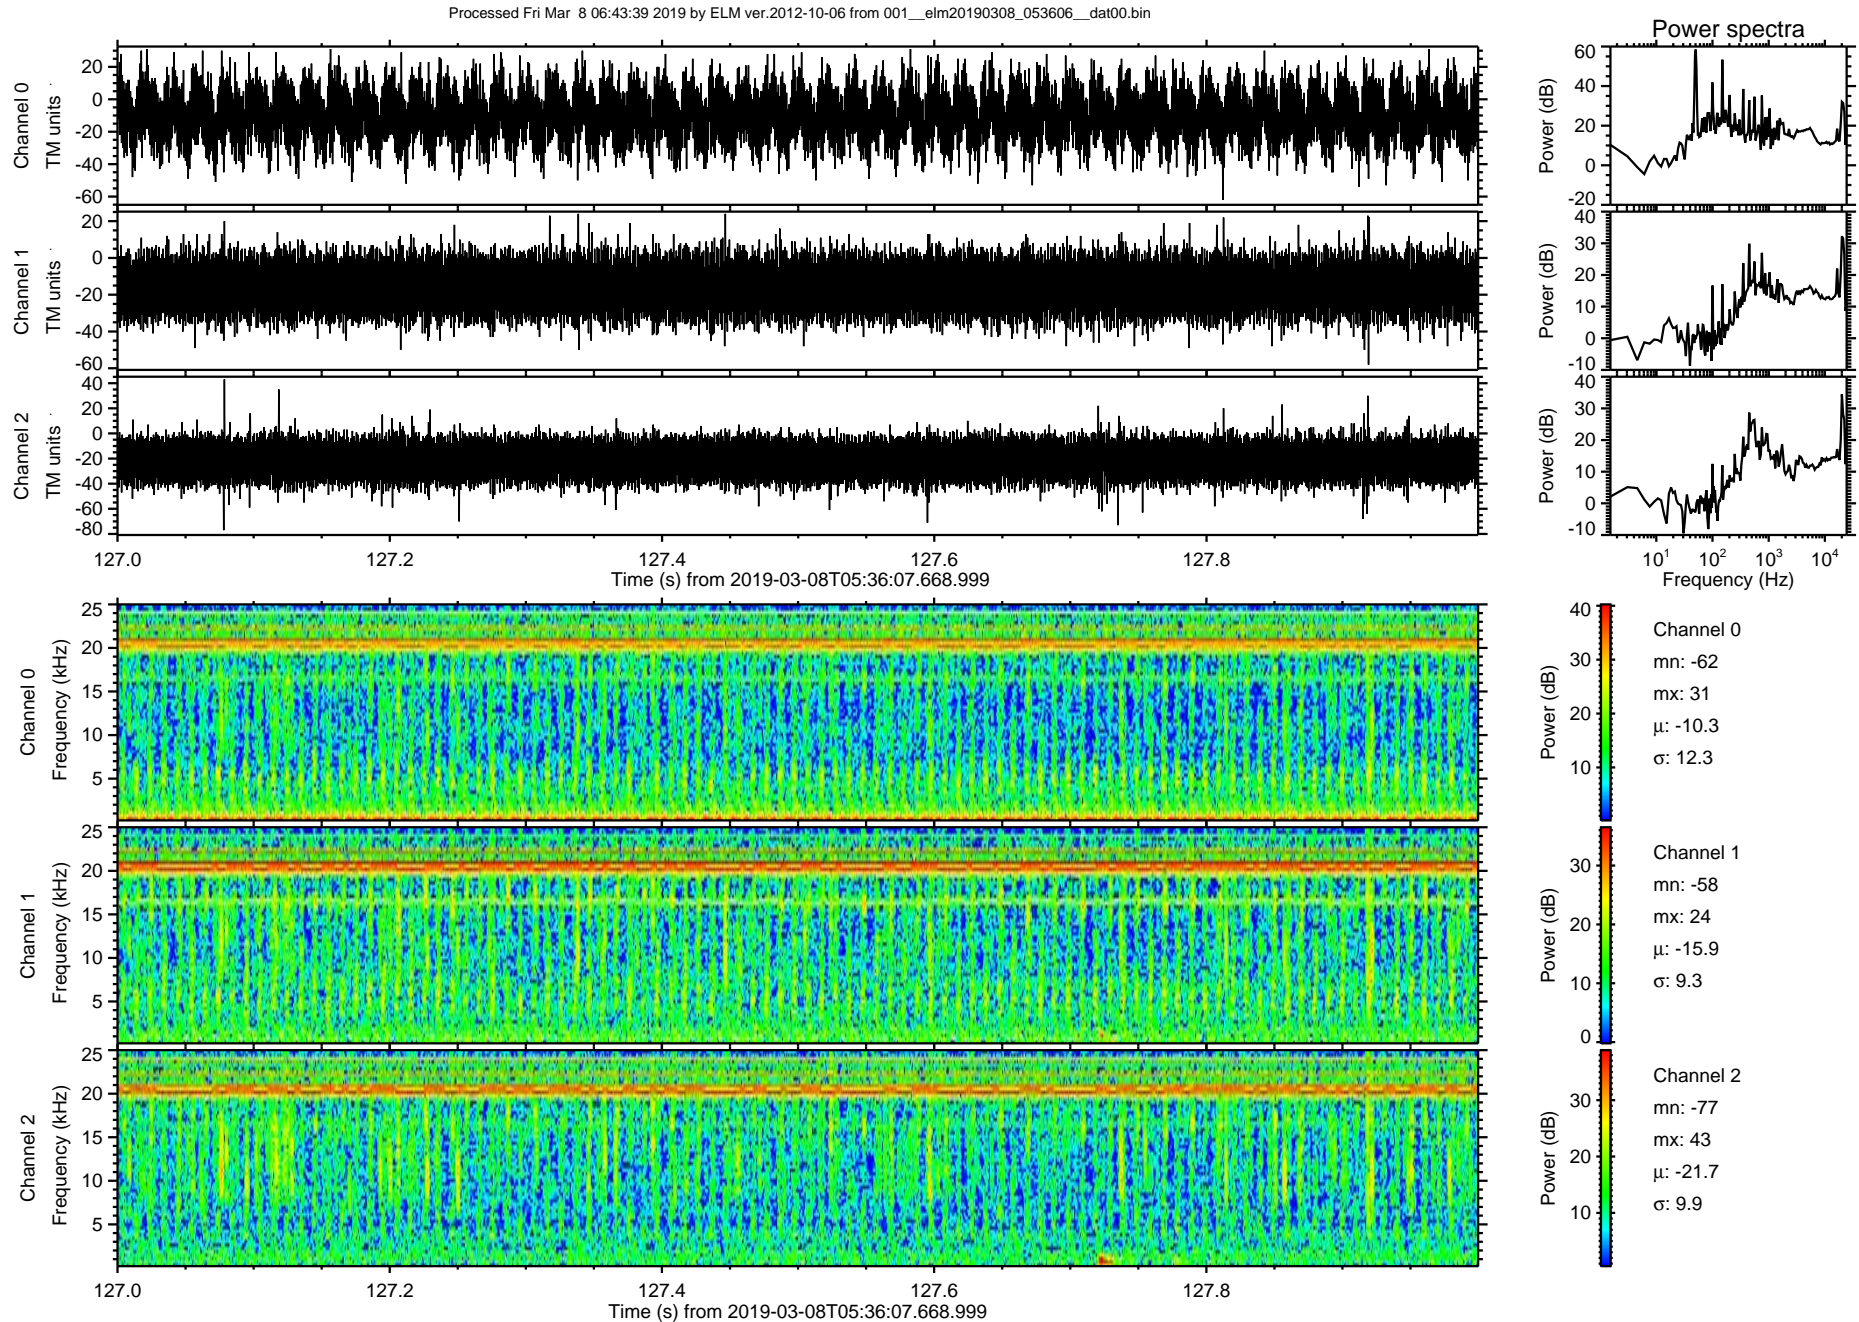 Processed Fri Mar  8 06:43:39 2019 by ELM ver.2012-10-06 from 001__elm20190308_053606__dat00.bin
Power spectra
Channel 0
TM units
20
0
-20
-40
-60
Power (dB)
60
40
20
0
-20
Channel 1
TM units
20
0
-20
-40
-60
Power (dB)
40
30
20
10
0
-10
Channel 2
TM units
40
20
0
-20
-40
-60
-80
Power (dB)
40
30
20
10
0
-10
127.0 127.2 127.4 127.6 127.8
Time (s) from 2019-03-08T05:36:07.668.999
10¹ 10² 10³ 10⁴
Frequency (Hz)
Channel 0
Frequency (kHz)
25
20
15
10
5
Power (dB)
40
30
20
10
Channel 0
mn: -62
mx: 31
µ: -10.3
σ: 12.3
Channel 1
Frequency (kHz)
25
20
15
10
5
Power (dB)
30
20
10
0
Channel 1
mn: -58
mx: 24
µ: -15.9
σ: 9.3
Channel 2
Frequency (kHz)
25
20
15
10
5
Power (dB)
30
20
10
Channel 2
mn: -77
mx: 43
µ: -21.7
σ: 9.9
127.0 127.2 127.4 127.6 127.8
Time (s) from 2019-03-08T05:36:07.668.999